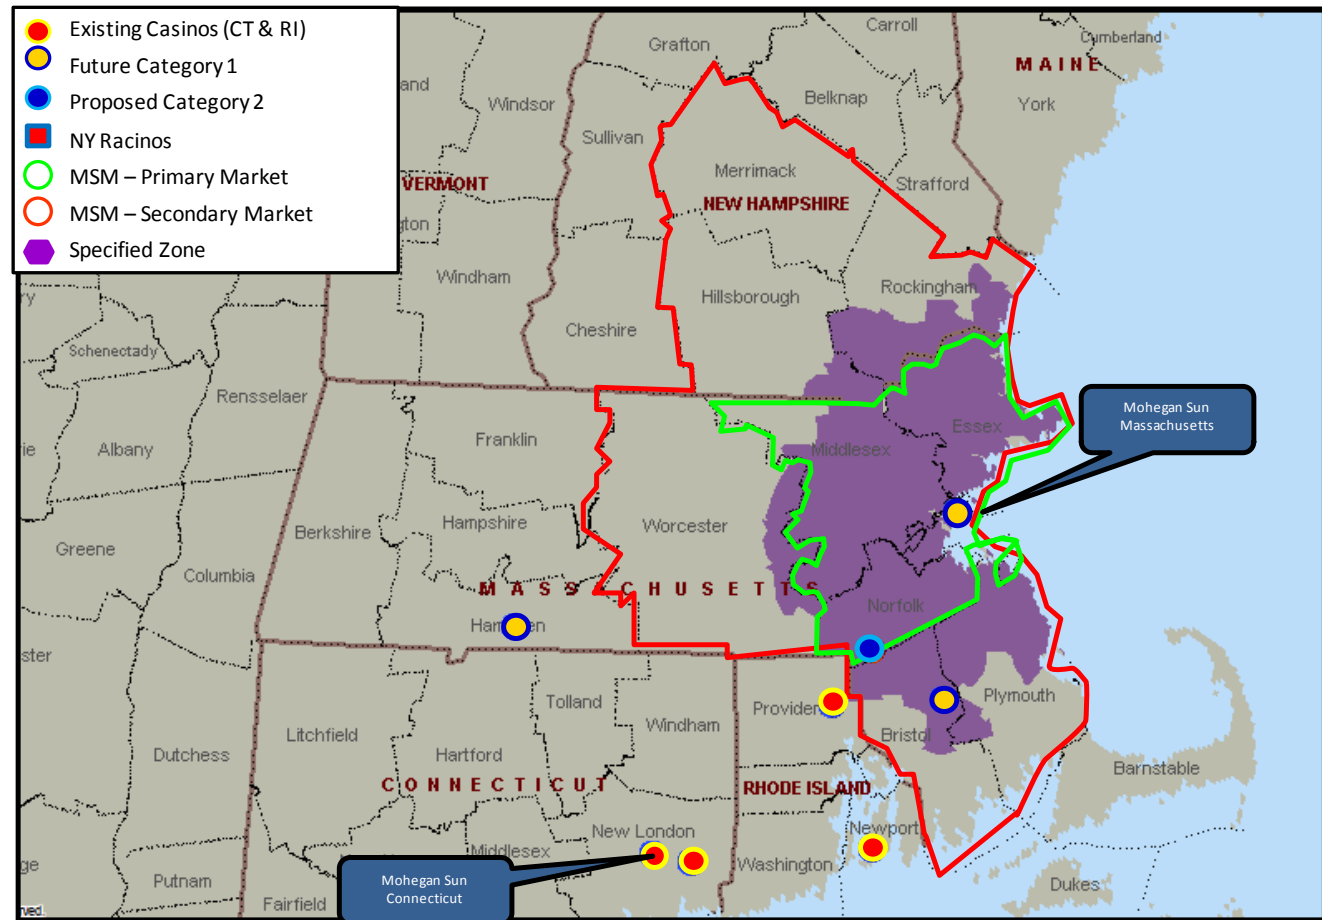 Existing Casinos (CT & RI)
Future Category 1
Proposed Category 2
NY Racinos
MSM – Primary Market
MSM – Secondary Market
Specified Zone
Carroll
Cumberland
Grafton
MAINE
Windsor
Belknap
York
Sullivan
Merrimack
Strafford
VERMONT
NEW HAMPSHIRE
Windham
Rockingham
Hillsborough
Cheshire
Schenectady
Rensselaer
Mohegan Sun
Massachusetts
Franklin
Essex
Middlesex
Albany
Hampshire
Worcester
Berkshire
Greene
Columbia
MASSACHUSETTS
Norfolk
Hampden
Plymouth
Tolland
Providence
Windham
Litchfield
Bristol
Hartford
Dutchess
Barnstable
CONNECTICUT
RHODE ISLAND
New London
Newport
Middlesex
Washington
Mohegan Sun
Connecticut
Putnam
Dukes
Fairfield